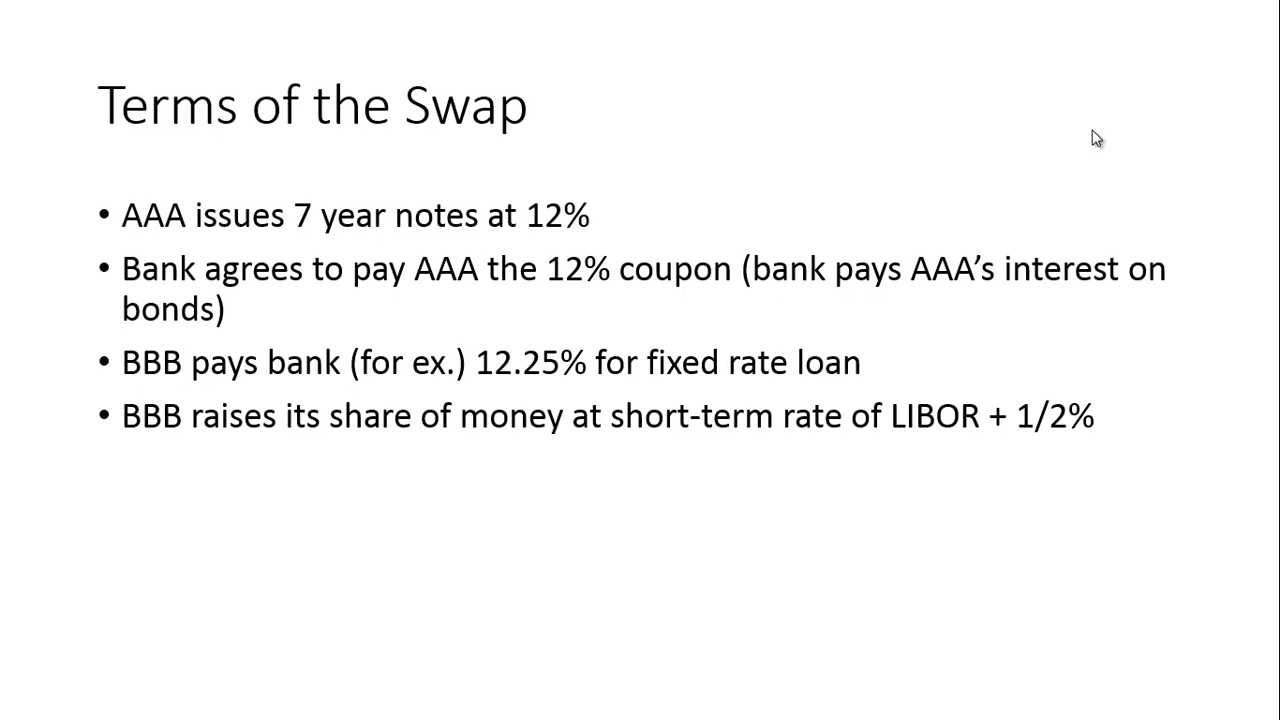 Terms of the Swap
• AAA issues 7 year notes at 12%
• Bank agrees to pay AAA the 12% coupon (bank pays AAA’s interest on
bonds)
• BBB pays bank (for ex.) 12.25% for fixed rate loan
• BBB raises its share of money at short-term rate of LIBOR + 1/2%